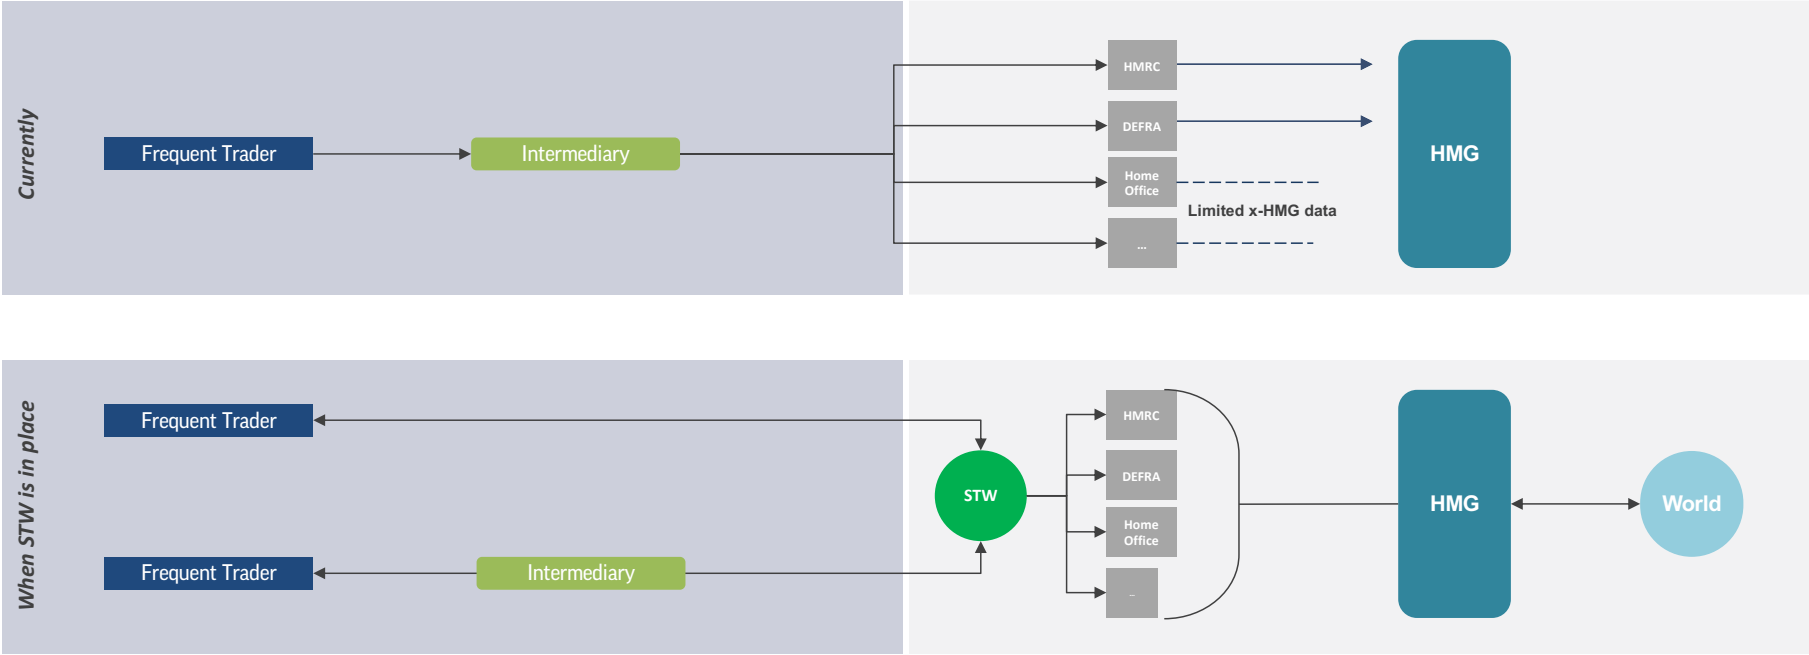 Currently
Frequent Trader
Intermediary
HMRC
DEFRA
Home
Office
...
Limited x-HMG data
HMG
When STW is in place
Frequent Trader
Frequent Trader
Intermediary
STW
HMRC
DEFRA
Home
Office
...
HMG
World